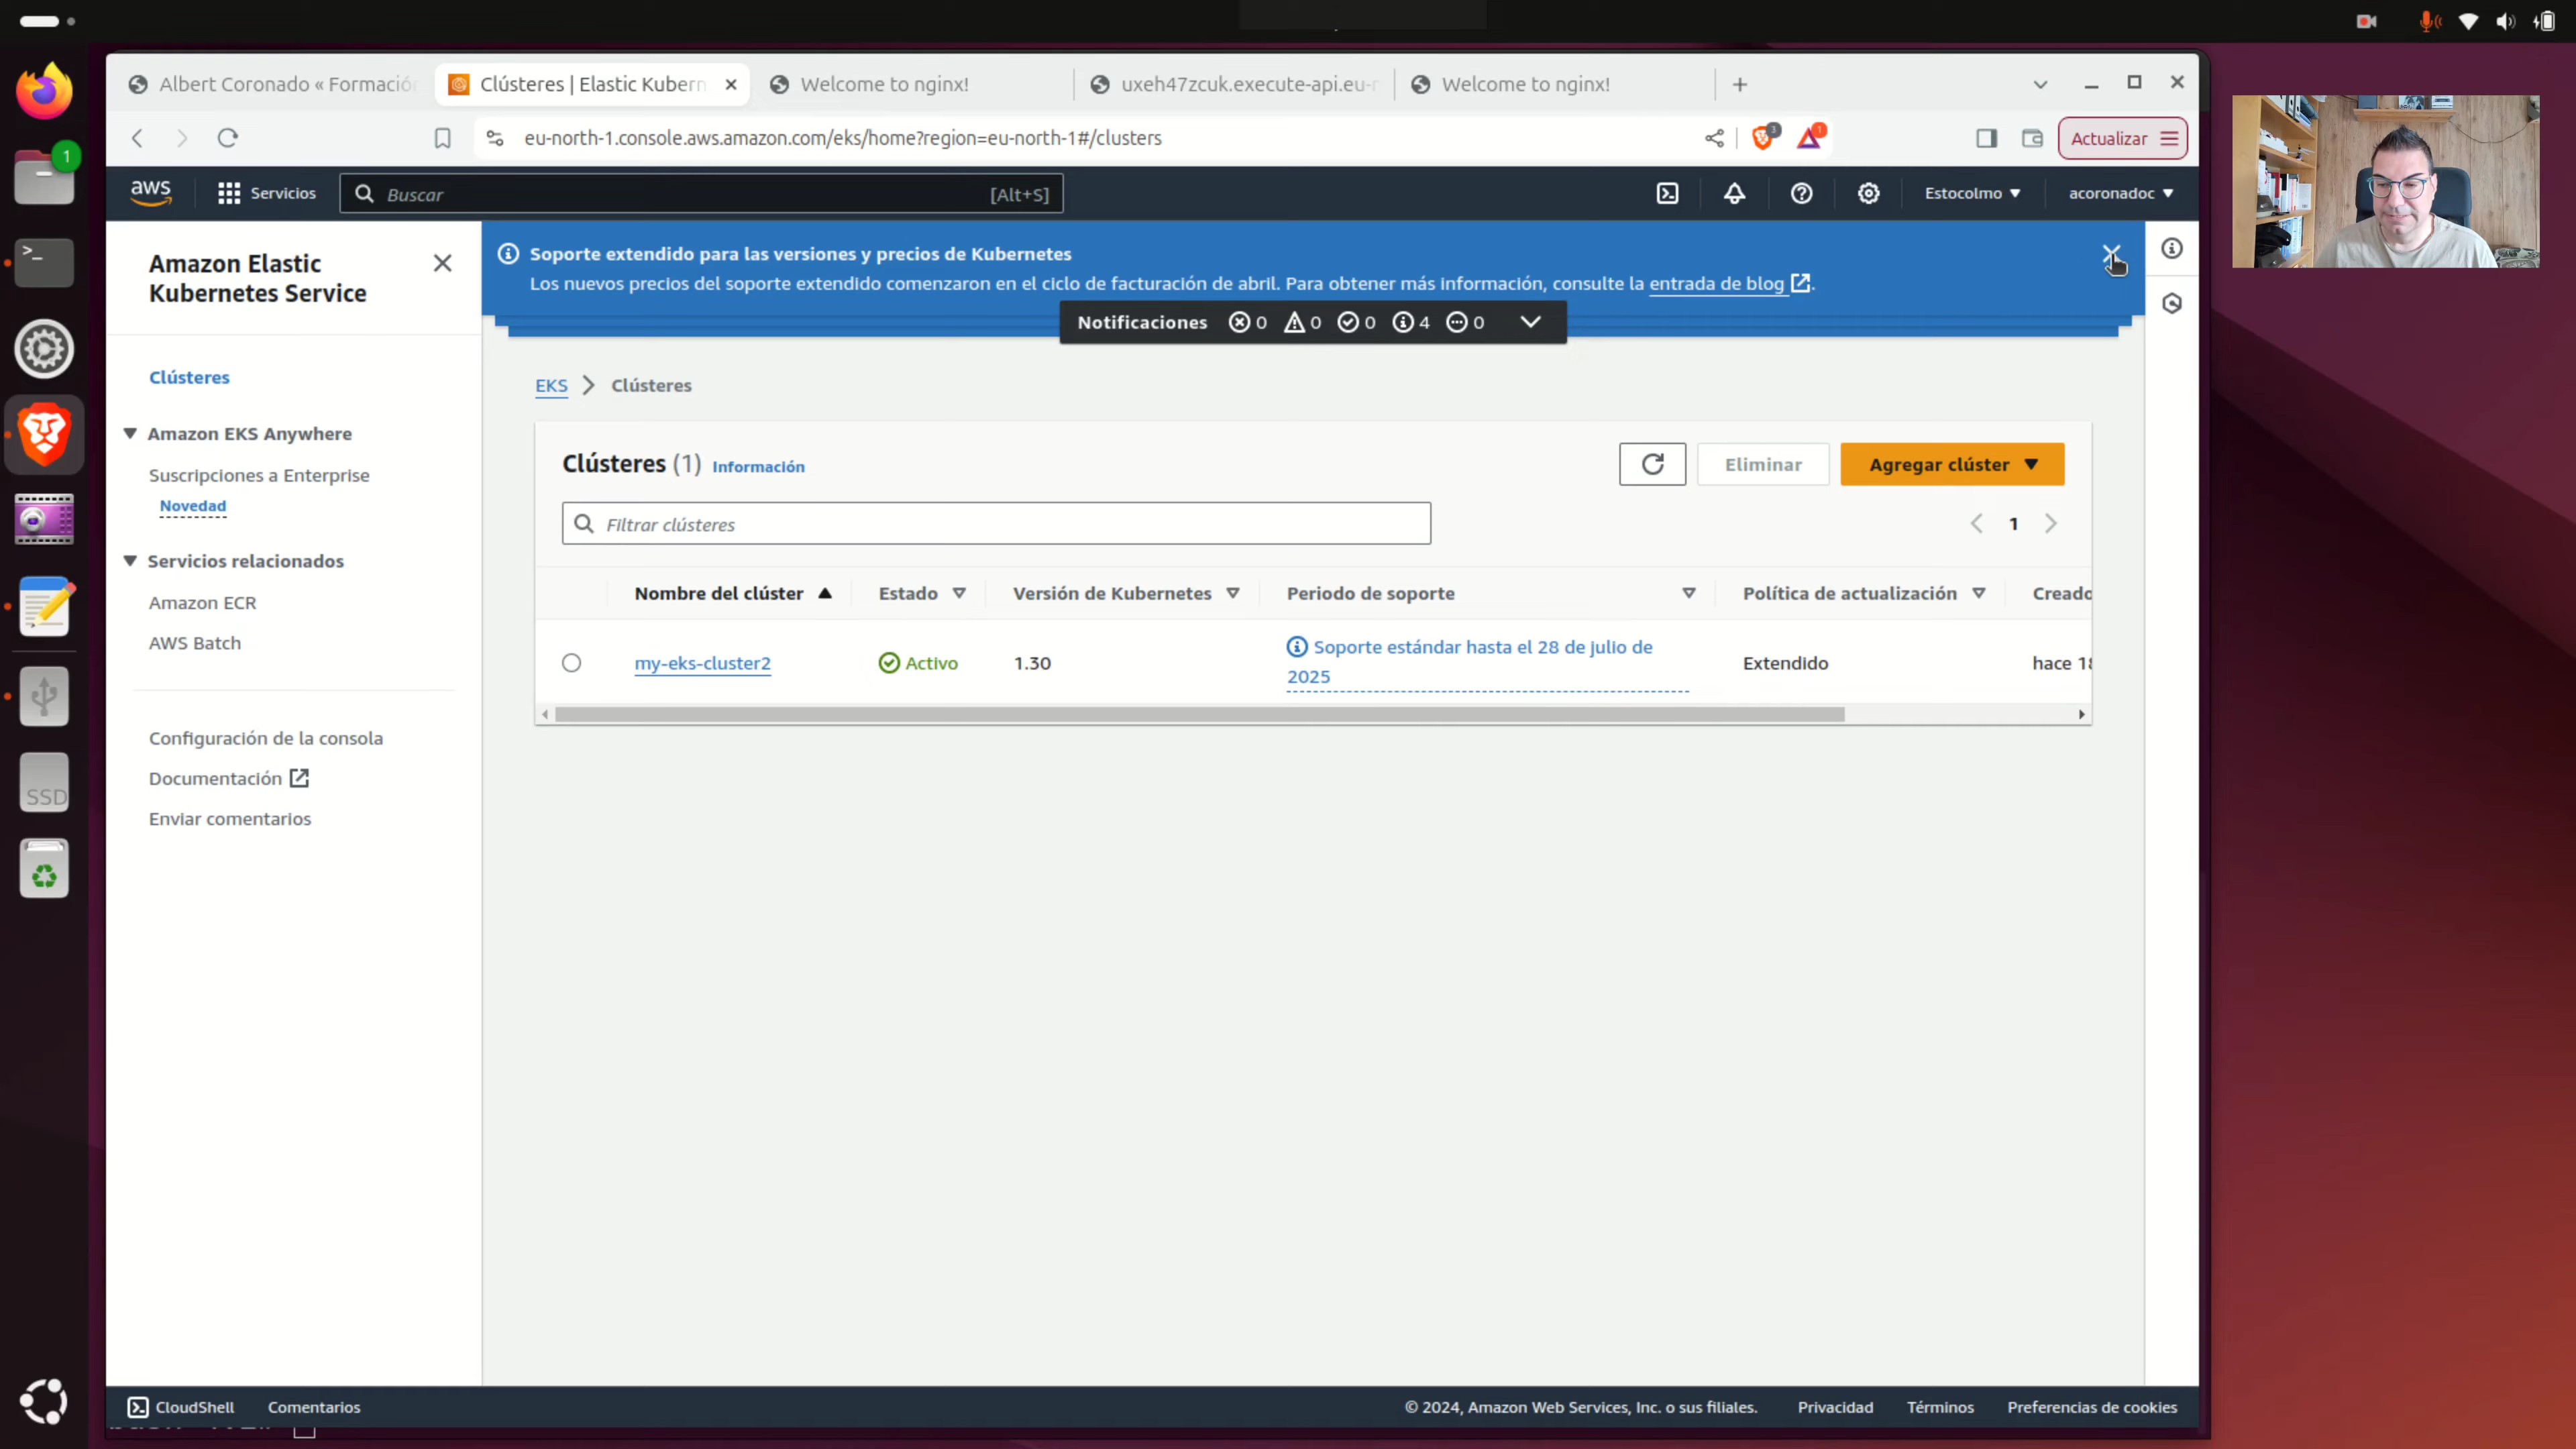 Albert Coronado « Formació
Clústeres | Elastic Kubern
Welcome to nginx!
uxeh47zcuk.execute-api.eu-n
Welcome to nginx!
eu-north-1.console.aws.amazon.com/eks/home?region=eu-north-1#/clusters
3
1
Actualizar
1
aws
Servicios
Buscar
[Alt+S]
Estocolmo
acoronadoc
Amazon Elastic
Kubernetes Service
Clústeres
Amazon EKS Anywhere
Suscripciones a Enterprise
Novedad
Servicios relacionados
Amazon ECR
AWS Batch
Configuración de la consola
Documentación
Enviar comentarios
Soporte extendido para las versiones y precios de Kubernetes
Los nuevos precios del soporte extendido comenzaron en el ciclo de facturación de abril. Para obtener más información, consulte la entrada de blog.
Notificaciones 0 0 0 4 0
EKS Clústeres
Clústeres (1) Información
Eliminar
Agregar clúster
Filtrar clústeres
1
Nombre del clúster Estado Versión de Kubernetes Periodo de soporte Política de actualización Creado
my-eks-cluster2 Activo 1.30 Soporte estándar hasta el 28 de julio de
2025
Extendido
hace 18
SSD
CloudShell Comentarios
© 2024, Amazon Web Services, Inc. o sus filiales. Privacidad Términos Preferencias de cookies